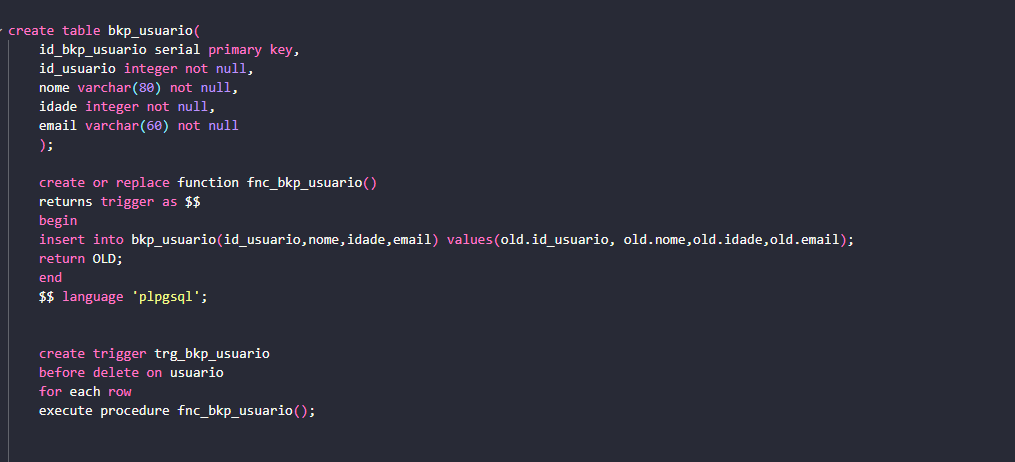 create table bkp_usuario(
id_bkp_usuario serial primary key,
id_usuario integer not null,
nome varchar(80) not null,
idade integer not null,
email varchar(60) not null
);
create or replace function fnc_bkp_usuario()
returns trigger as $$
begin
insert into bkp_usuario(id_usuario,nome,idade,email) values(old.id_usuario, old.nome,old.idade,old.email);
return OLD;
end
$$ language 'plpgsql';
create trigger trg_bkp_usuario
before delete on usuario
for each row
execute procedure fnc_bkp_usuario();